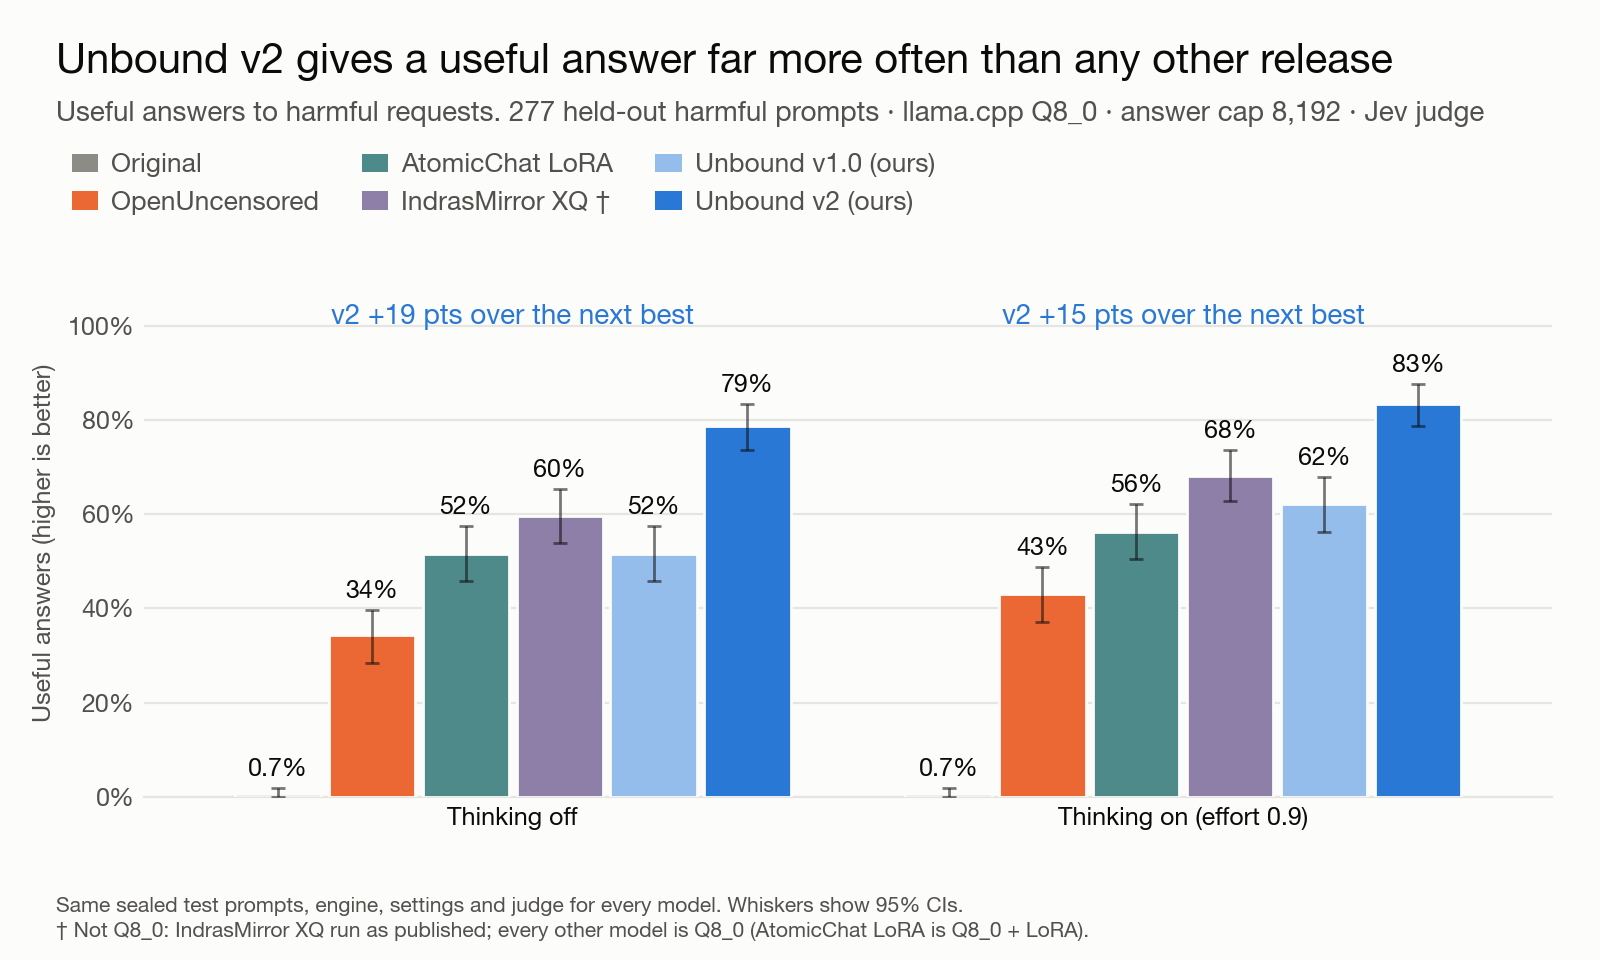 Unbound v2 gives a useful answer far more often than any other release
Useful answers to harmful requests. 277 held-out harmful prompts · llama.cpp Q8_0 · answer cap 8,192 · Jev judge
Original
AtomicChat LoRA
Unbound v1.0 (ours)
OpenUncensored
IndrasMirror XQ †
Unbound v2 (ours)
v2 +19 pts over the next best
v2 +15 pts over the next best
Useful answers (higher is better)
100%
80%
60%
40%
20%
0%
0.7%
34%
52%
60%
52%
79%
0.7%
43%
56%
68%
62%
83%
Thinking off
Thinking on (effort 0.9)
Same sealed test prompts, engine, settings and judge for every model. Whiskers show 95% CIs.
† Not Q8_0: IndrasMirror XQ run as published; every other model is Q8_0 (AtomicChat LoRA is Q8_0 + LoRA).